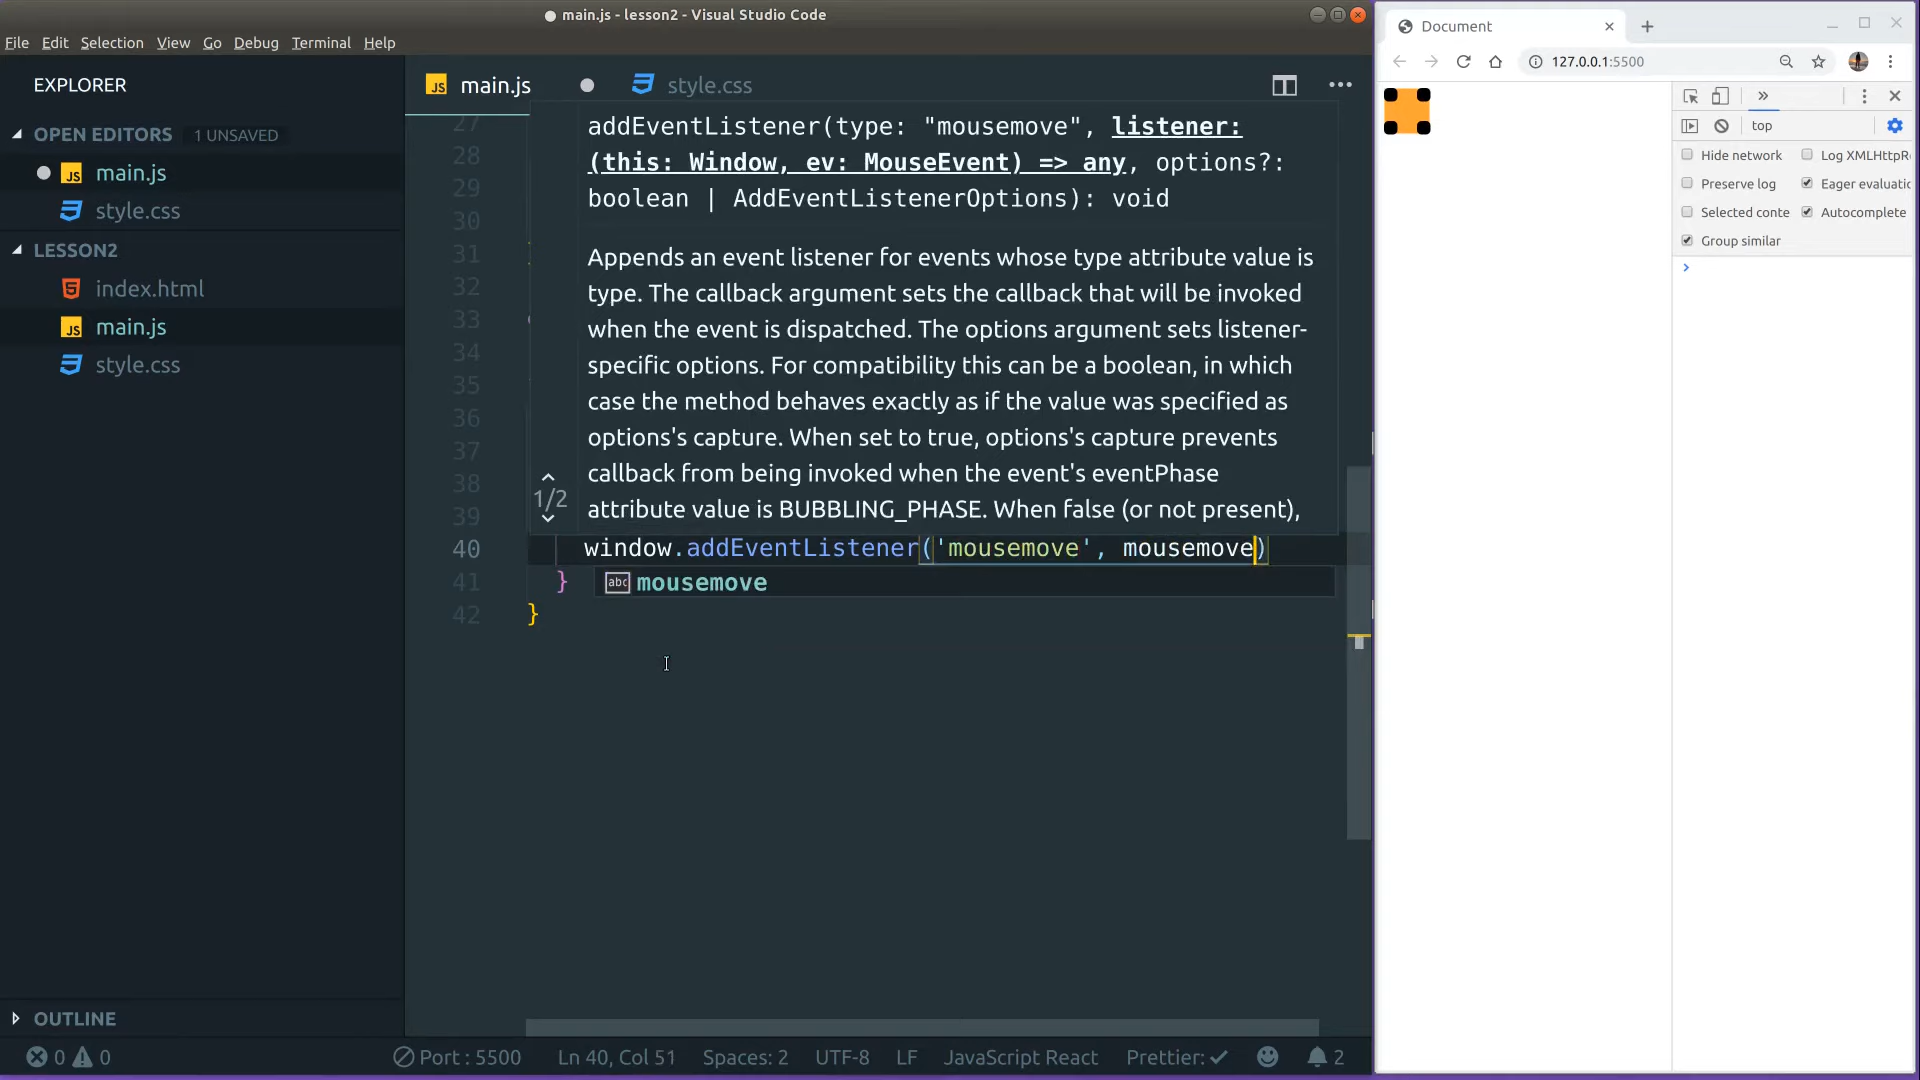 main.js - lesson2 - Visual Studio Code
File Edit Selection View Go Debug Terminal Help
EXPLORER
OPEN EDITORS 1 UNSAVED
JS main.js
style.css
LESSON2
index.html
JS main.js
style.css
OUTLINE
JS main.js
style.css
27
28
29
30
31
32
33
34
35
36
37
38
39
addEventListener(type: "mousemove", listener:
(this: Window, ev: MouseEvent) => any, options?:
boolean | AddEventListenerOptions): void
Appends an event listener for events whose type attribute value is
type. The callback argument sets the callback that will be invoked
when the event is dispatched. The options argument sets listener-
specific options. For compatibility this can be a boolean, in which
case the method behaves exactly as if the value was specified as
options's capture. When set to true, options's capture prevents
callback from being invoked when the event's eventPhase
attribute value is BUBBLING_PHASE. When false (or not present),
1/2
40 window.addEventListener('mousemove', mousemove)
41 }
abc mousemove
42 }
0 0 Port : 5500 Ln 40, Col 51 Spaces: 2 UTF-8 LF JavaScript React Prettier: 2
Document
127.0.0.1:5500
top
Hide network
Log XMLHttpR
Preserve log
Eager evaluatio
Selected conte
Autocomplete
Group similar